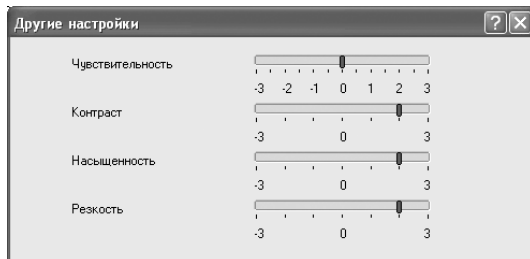 Другие настройки
Чувствительность
-3 -2 -1 0 1 2 3
Контраст
-3 0 3
Насыщенность
-3 0 3
Резкость
-3 0 3